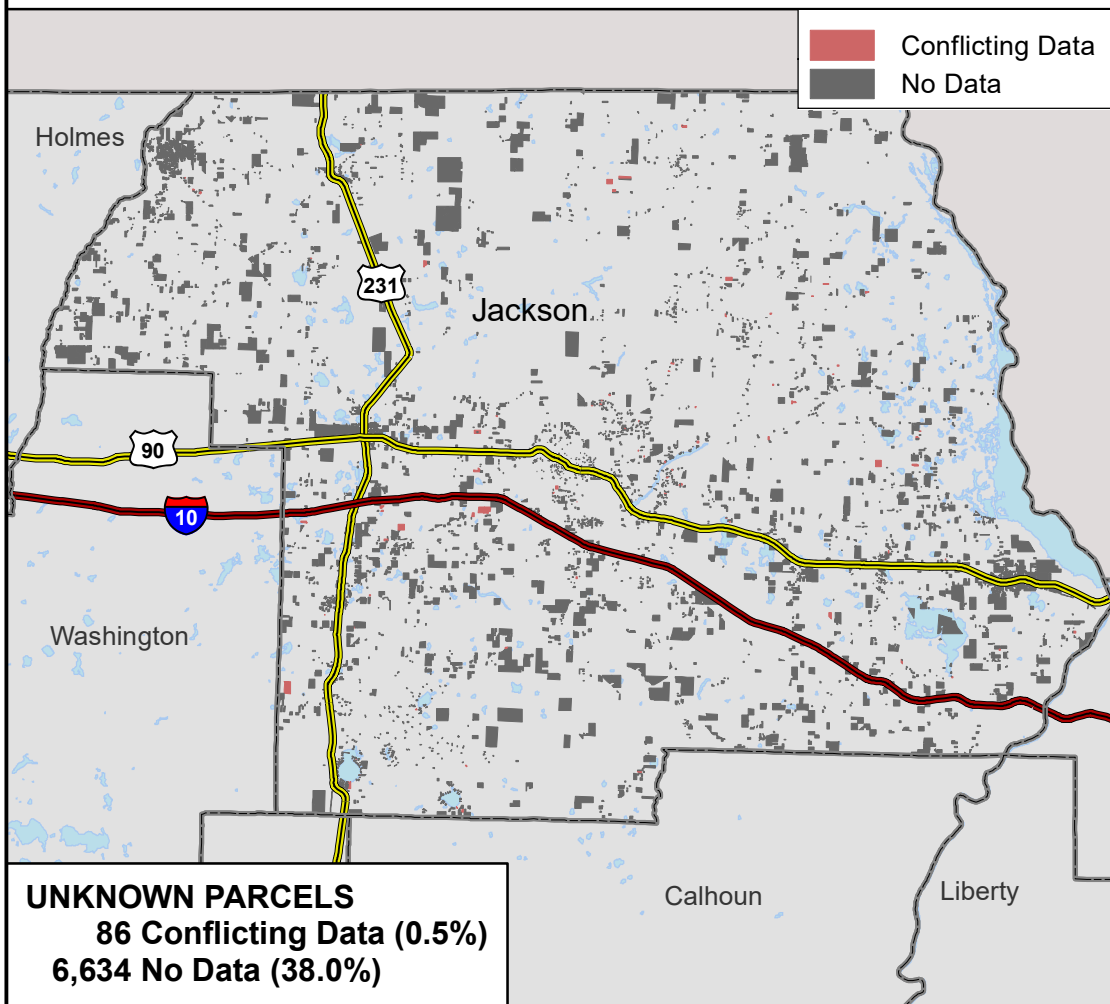 Conflicting Data
No Data
Holmes
231
Jackson
90
10
Washington
Calhoun
Liberty
UNKNOWN PARCELS
86 Conflicting Data (0.5%)
6,634 No Data (38.0%)